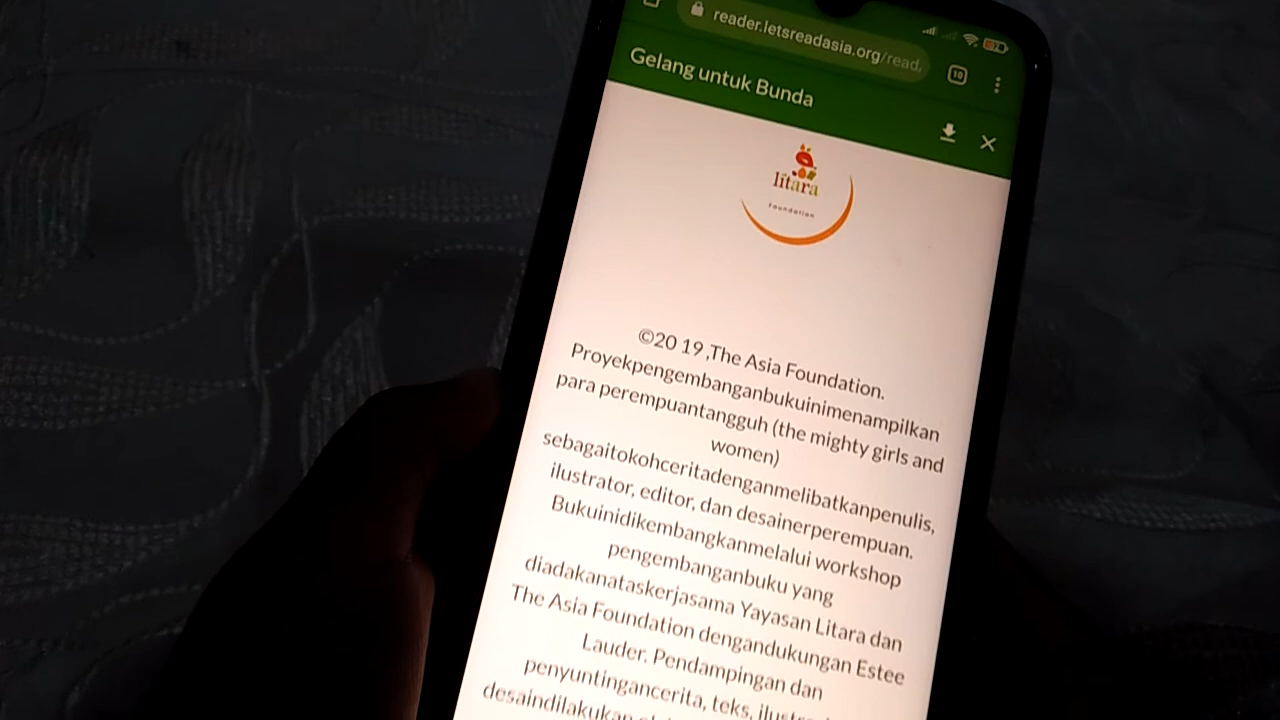 reader.letsreadasia.org/read,
18
Gelang untuk Bunda
litara
foundation
©20 19 ,The Asia Foundation.
Proyekpengembanganbukuinimenampilkan
para perempuantangguh (the mighty girls and
women)
sebagaitokohceritadenganmelibatkanpenulis,
ilustrator, editor, dan desainerperempuan.
Bukuinidikembangkanmelalui workshop
pengembanganbuku yang
diadakanataskerjasama Yayasan Litara dan
The Asia Foundation dengandukungan Estee
Lauder. Pendampingan dan
penyuntingancerita, teks,
desaindilakukan